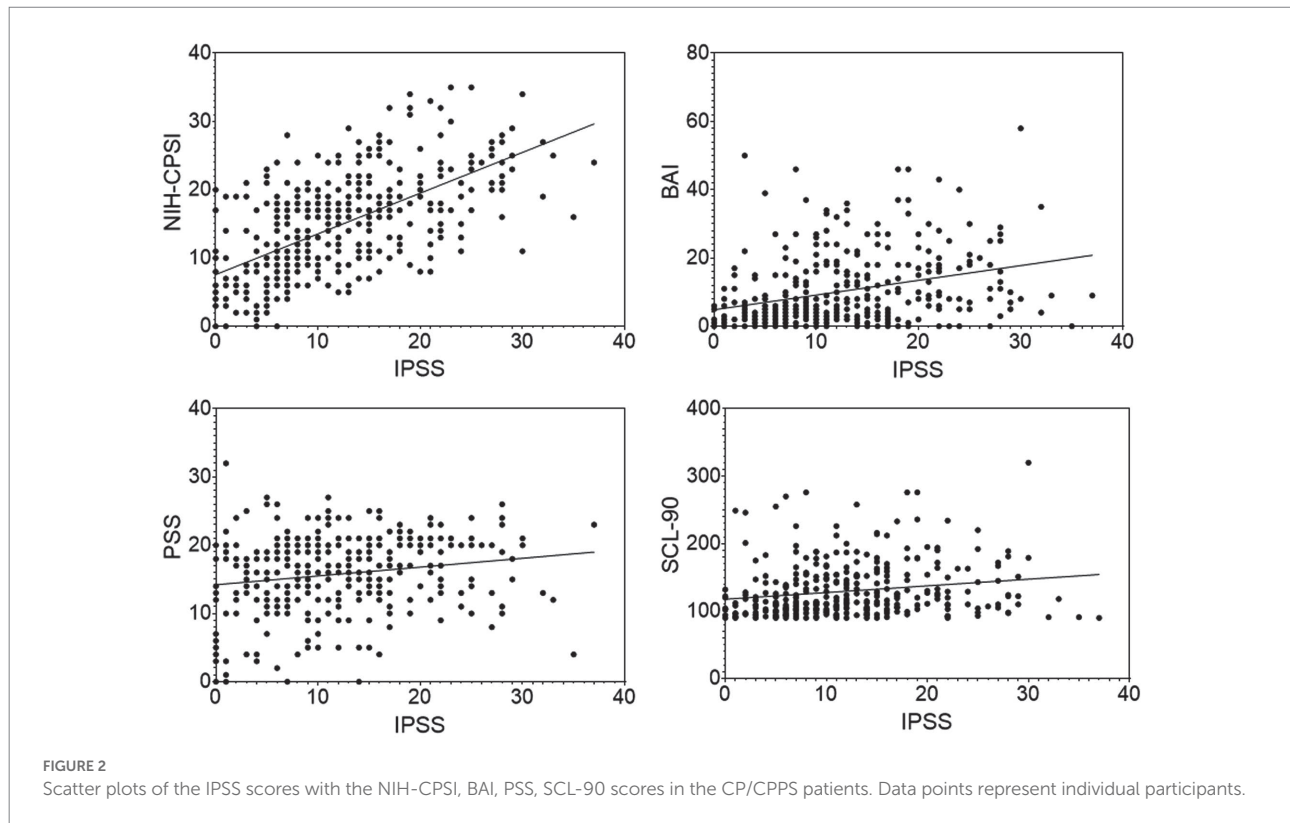 40
30
20
10
0
NIH-CPSI
0 10 20 30 40
IPSS
80
60
40
20
0
BAI
0 10 20 30 40
IPSS
40
30
20
10
0
PSS
0 10 20 30 40
IPSS
400
300
200
100
0
SCL-90
0 10 20 30 40
IPSS
FIGURE 2
Scatter plots of the IPSS scores with the NIH-CPSI, BAI, PSS, SCL-90 scores in the CP/CPPS patients. Data points represent individual participants.